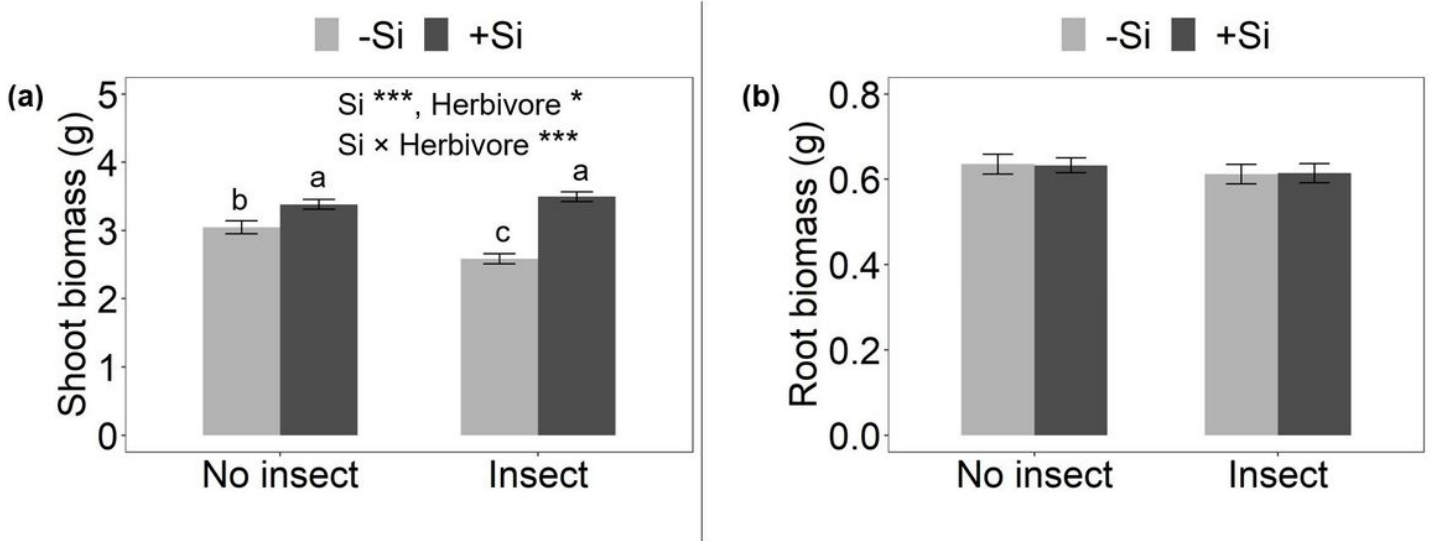 -Si +Si
(a)
Shoot biomass (g)
5
4
3
2
1
0
Si ***, Herbivore *
Si × Herbivore ***
b
a
c
a
No insect
Insect
-Si +Si
(b)
Root biomass (g)
0.8
0.6
0.4
0.2
0.0
No insect
Insect